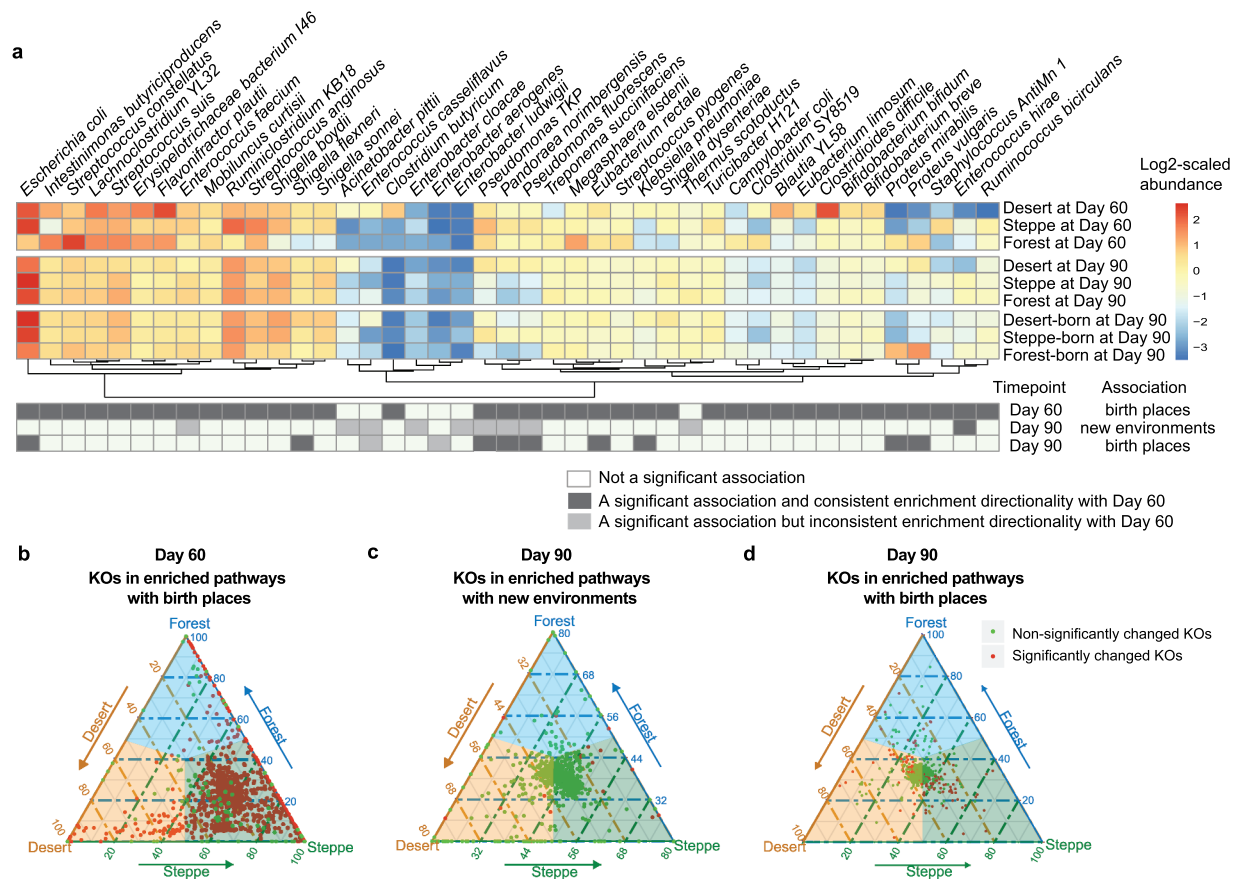 a
Escherichia coli
Intestinimonas butyriciproducens
Streptococcus constellatus
Lachnoclostridium YL32
Streptococcus suis
Erysipelotrichaceae bacterium I46
Flavonifractor plautii
Enterococcus faecium
Mobiluncus curtisii
Ruminiclostridium KB18
Streptococcus anginosus
Shigella boydii
Shigella flexneri
Shigella sonnei
Acinetobacter pittii
Enterococcus casseliflavus
Clostridium butyricum
Enterobacter cloacae
Enterobacter aerogenes
Enterobacter ludwigii
Pseudomonas TKP
Pandoraea norimbergensis
Pseudomonas fluorescens
Treponema succinifaciens
Megasphaera elsdenii
Eubacterium rectale
Streptococcus pyogenes
Klebsiella pneumoniae
Shigella dysenteriae
Thermus scotoductus
Turicibacter H121
Campylobacter coli
Clostridium SY8519
Blautia YL58
Eubacterium limosum
Clostridioides difficile
Bifidobacterium bifidum
Bifidobacterium breve
Proteus mirabilis
Proteus vulgaris
Staphylococcus AntiMn 1
Enterococcus hirae
Ruminococcus bicirculans
Log2-scaled
abundance
2
1
0
−1
−2
−3
Desert at Day 60
Steppe at Day 60
Forest at Day 60
Desert at Day 90
Steppe at Day 90
Forest at Day 90
Desert-born at Day 90
Steppe-born at Day 90
Forest-born at Day 90
Timepoint Association
Day 60 birth places
Day 90 new environments
Day 90 birth places
Not a significant association
A significant association and consistent enrichment directionality with Day 60
A significant association but inconsistent enrichment directionality with Day 60
b
Day 60
KOs in enriched pathways
with birth places
Forest
100
80
60
40
20
20
40
60
80
100
Desert
Forest
Desert
20
40
60
80
100
Steppe
Steppe
c
Day 90
KOs in enriched pathways
with new environments
Forest
80
68
56
44
32
32
44
56
68
80
Desert
Forest
Desert
32
44
56
68
80
Steppe
Steppe
d
Day 90
KOs in enriched pathways
with birth places
Forest
100
80
60
40
20
20
40
60
80
100
Desert
Forest
Desert
20
40
60
80
100
Steppe
Steppe
Non-significantly changed KOs
Significantly changed KOs